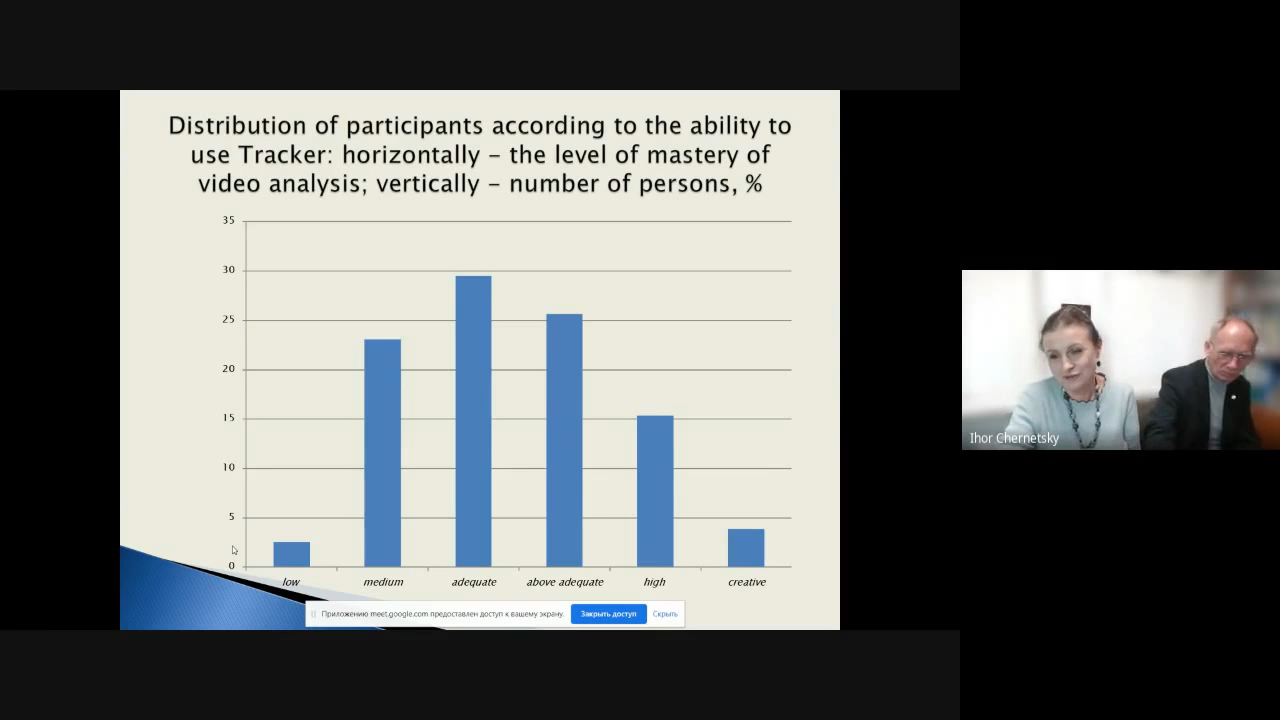 Distribution of participants according to the ability to
use Tracker: horizontally – the level of mastery of
video analysis; vertically – number of persons, %
35
30
25
20
15
10
5
0
low medium adequate above adequate high creative
Приложению meet.google.com предоставлен доступ к вашему экрану. Закрыть доступ Скрыть
Ihor Chernetsky